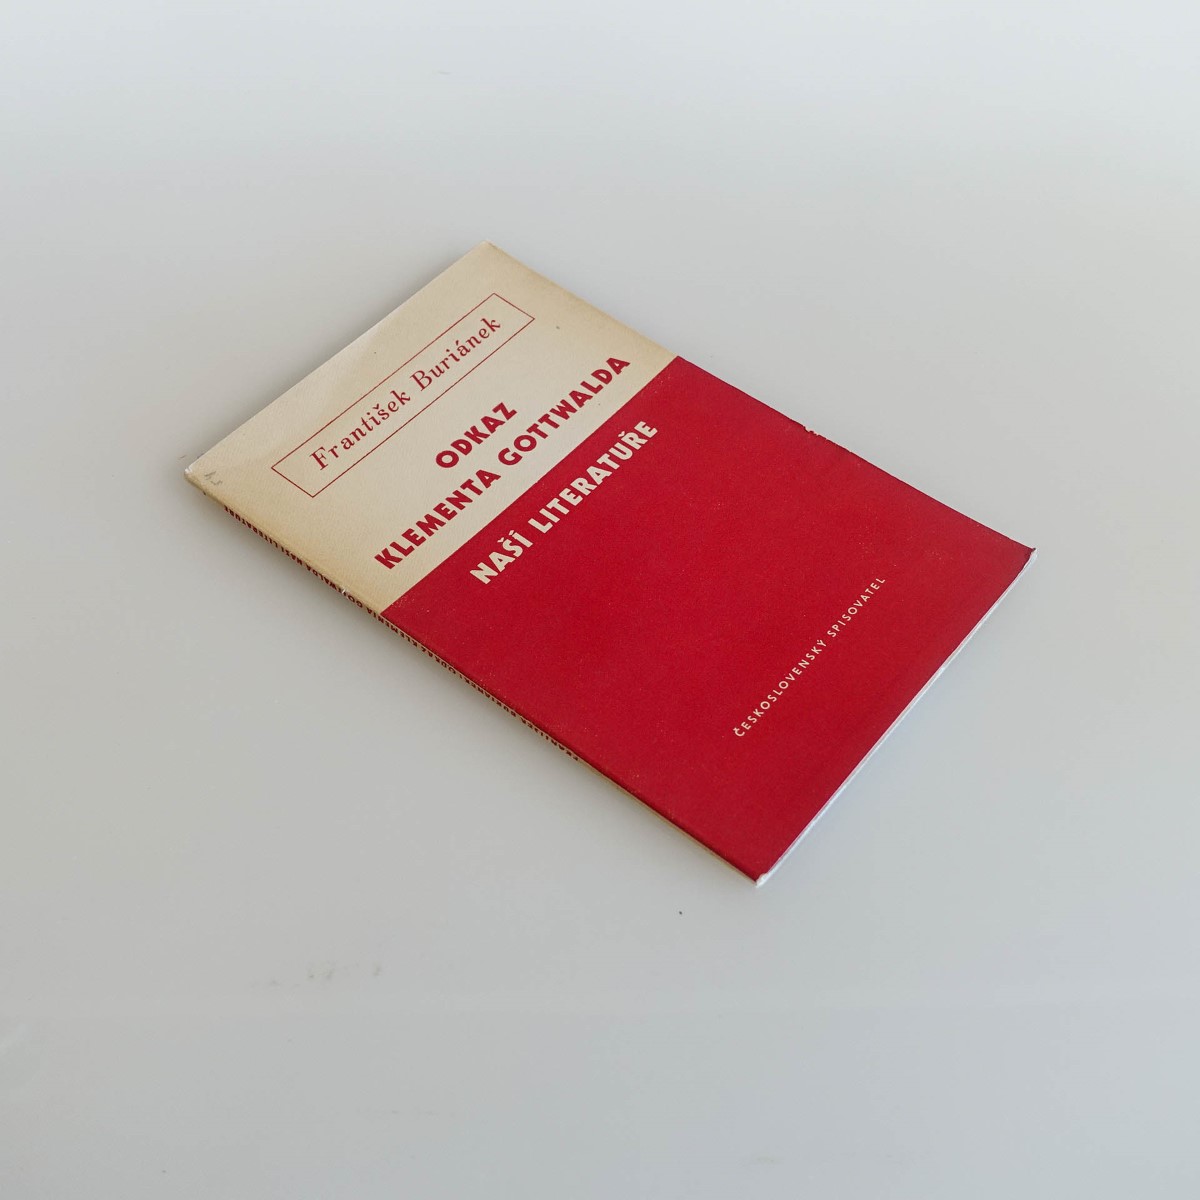 František Buriánek
ODKAZ
KLEMENTA GOTTWALDA
NAŠÍ LITERATUŘE
ČESKOSLOVENSKÝ SPISOVATEL